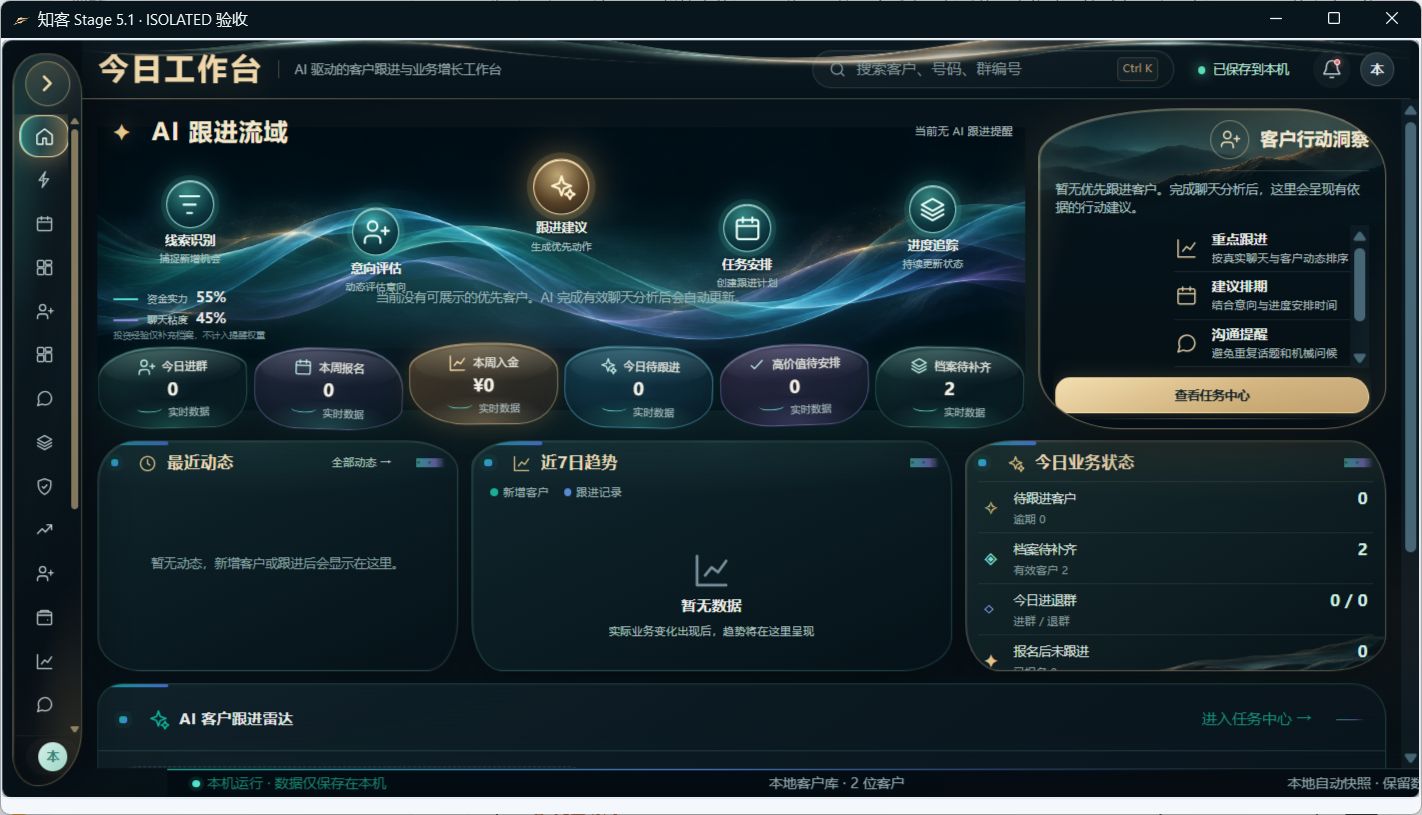 知客 Stage 5.1 · ISOLATED 验收
今日工作台
AI 驱动的客户跟进与业务增长工作台
搜索客户、号码、群编号
Ctrl K
已保存到本机
本
AI 跟进流域
当前无 AI 跟进提醒
线索识别
捕捉新增机会
意向评估
动态评估意向
跟进建议
生成优先动作
任务安排
创建跟进计划
进度追踪
持续更新状态
当前没有可展示的优先客户。AI 完成有效聊天分析后会自动更新。
资金实力 55%
聊天粘度 45%
投资经验仅补充档案，不计入提醒权重
今日进群
0
实时数据
本周报名
0
实时数据
本周入金
¥0
实时数据
今日待跟进
0
实时数据
高价值待安排
0
实时数据
档案待补齐
2
实时数据
客户行动洞察
暂无优先跟进客户。完成聊天分析后，这里会呈现有依
据的行动建议。
重点跟进
按真实聊天与客户动态排序
建议排期
结合意向与进度安排时间
沟通提醒
避免重复话题和机械问候
查看任务中心
最近动态
全部动态 →
暂无动态，新增客户或跟进后会显示在这里。
近7日趋势
新增客户
跟进记录
暂无数据
实际业务变化出现后，趋势将在这里呈现
今日业务状态
待跟进客户
0
逾期 0
档案待补齐
2
有效客户 2
今日进退群
0 / 0
进群 / 退群
报名后未跟进
0
AI 客户跟进雷达
进入任务中心 →
本
本机运行 · 数据仅保存在本机
本地客户库 · 2 位客户
本地自动快照 · 保留